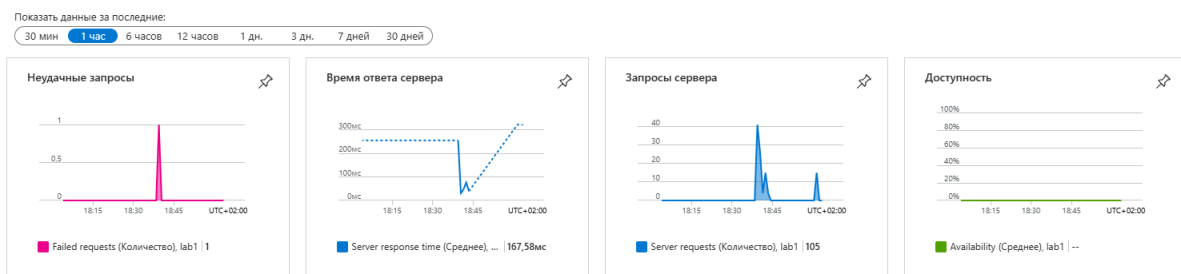 Показать данные за последние:
30 мин 1 час 6 часов 12 часов 1 дн. 3 дн. 7 дней 30 дней
Неудачные запросы
1
0,5
0
18:15 18:30 18:45 UTC+02:00
Failed requests (Количество), lab1 1
Время ответа сервера
300мс
200мс
100мс
0мс
18:15 18:30 18:45 UTC+02:00
Server response time (Среднее), ... 167,58мс
Запросы сервера
40
30
20
10
0
18:15 18:30 18:45 UTC+02:00
Server requests (Количество), lab1 105
Доступность
100%
80%
60%
40%
20%
0%
18:15 18:30 18:45 UTC+02:00
Availability (Среднее), lab1 --